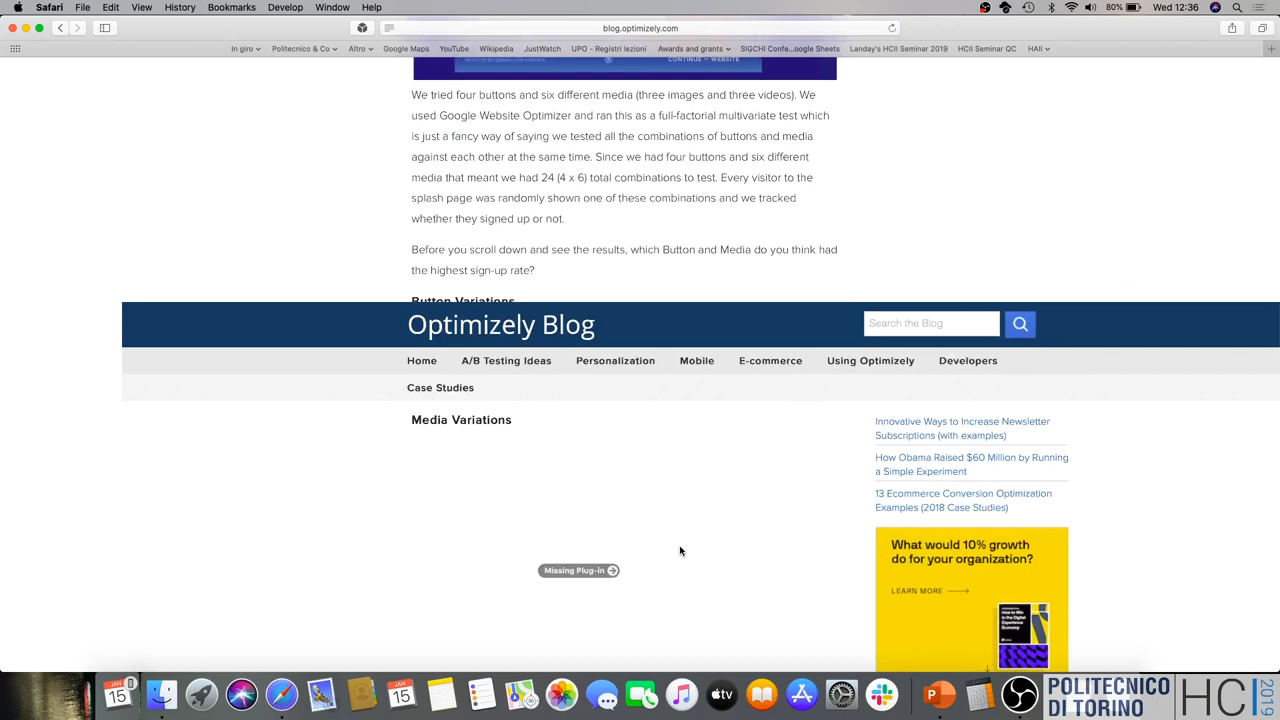 Safari File Edit View History Bookmarks Develop Window Help
80% Wed 12:36
blog.optimizely.com
In giro Politecnico & Co Altro Google Maps YouTube Wikipedia JustWatch UPO - Registri lezioni Awards and grants SIGCHI Confe...oogle Sheets Landay's HCII Seminar 2019 HCII Seminar QC HAII
CONTINUE — WEBSITE
We tried four buttons and six different media (three images and three videos). We
used Google Website Optimizer and ran this as a full-factorial multivariate test which
is just a fancy way of saying we tested all the combinations of buttons and media
against each other at the same time. Since we had four buttons and six different
media that meant we had 24 (4 x 6) total combinations to test. Every visitor to the
splash page was randomly shown one of these combinations and we tracked
whether they signed up or not.
Before you scroll down and see the results, which Button and Media do you think had
the highest sign-up rate?
Button Variations
Optimizely Blog
Search the Blog
Home A/B Testing Ideas Personalization Mobile E-commerce Using Optimizely Developers
Case Studies
Media Variations
Missing Plug-in
Innovative Ways to Increase Newsletter
Subscriptions (with examples)
How Obama Raised $60 Million by Running
a Simple Experiment
13 Ecommerce Conversion Optimization
Examples (2018 Case Studies)
What would 10% growth
do for your organization?
LEARN MORE
JAN
15
JAN
15
tv
POLITECNICO
DI TORINO
HCI
2019